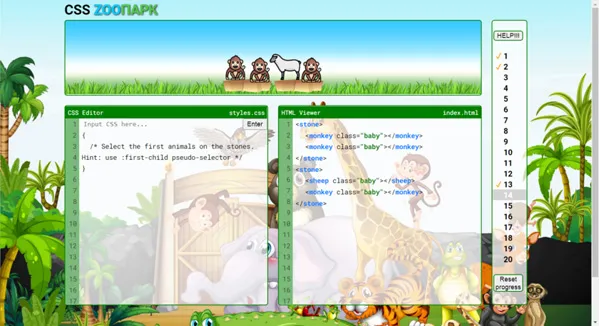 CSS ZOOПАРК
HELP!!!
CSS Editor styles.css
1 Input CSS here... Enter
2 {
3 /* Select the first animals on the stones.
4 Hint: use :first-child pseudo-selector */
5 }
6
7
8
9
10
11
12
13
14
15
16
17
HTML Viewer index.html
1 <stone>
2 <monkey class="baby"></monkey>
3 <monkey class="baby"></monkey>
4 </stone>
5 <stone>
6 <sheep class="baby"></sheep>
7 <monkey class="baby"></monkey>
8 </stone>
9
10
11
12
13
14
15
16
17
✓ 1
✓ 2
3
4
5
6
7
8
9
10
11
12
✓ 13
14
15
16
17
18
19
20
Reset
progress